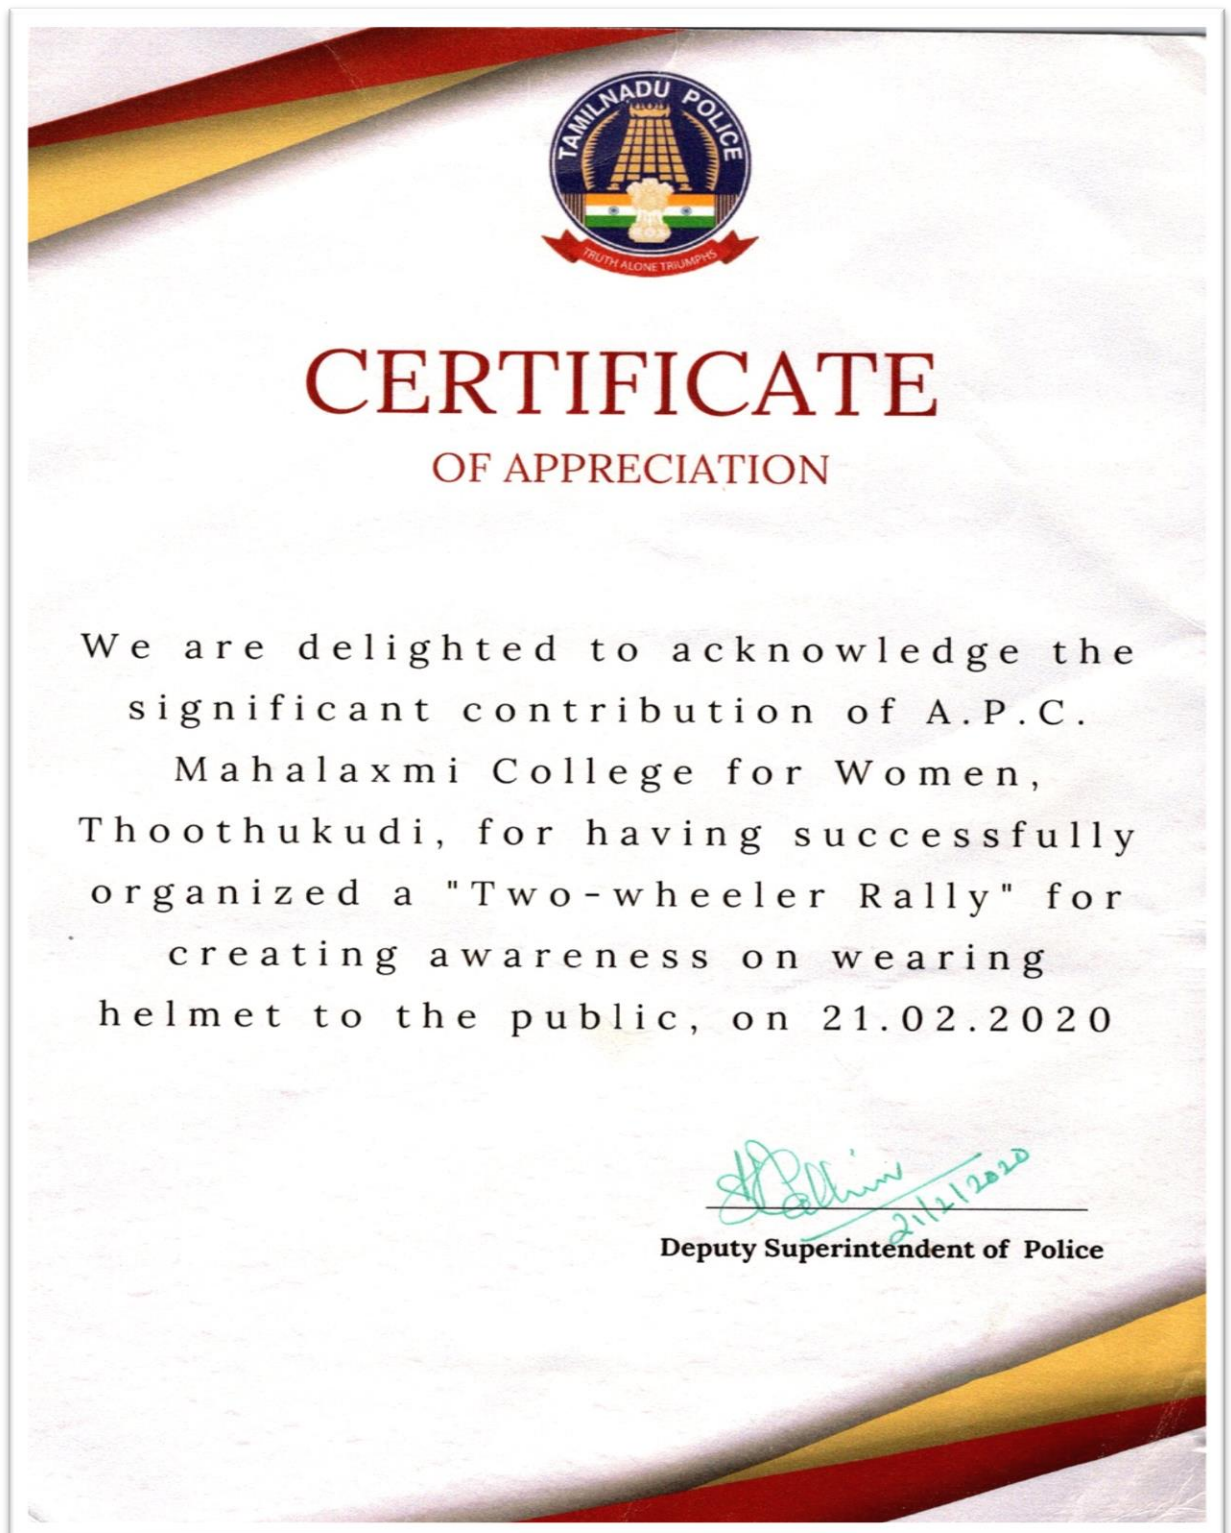 TAMILNADU POLICE
TRUTH ALONE TRIUMPHS
CERTIFICATE
OF APPRECIATION
We are delighted to acknowledge the
significant contribution of A.P.C.
Mahalaxmi College for Women,
Thoothukudi, for having successfully
organized a "Two-wheeler Rally" for
creating awareness on wearing
helmet to the public, on 21.02.2020
21/2/2020
Deputy Superintendent of Police